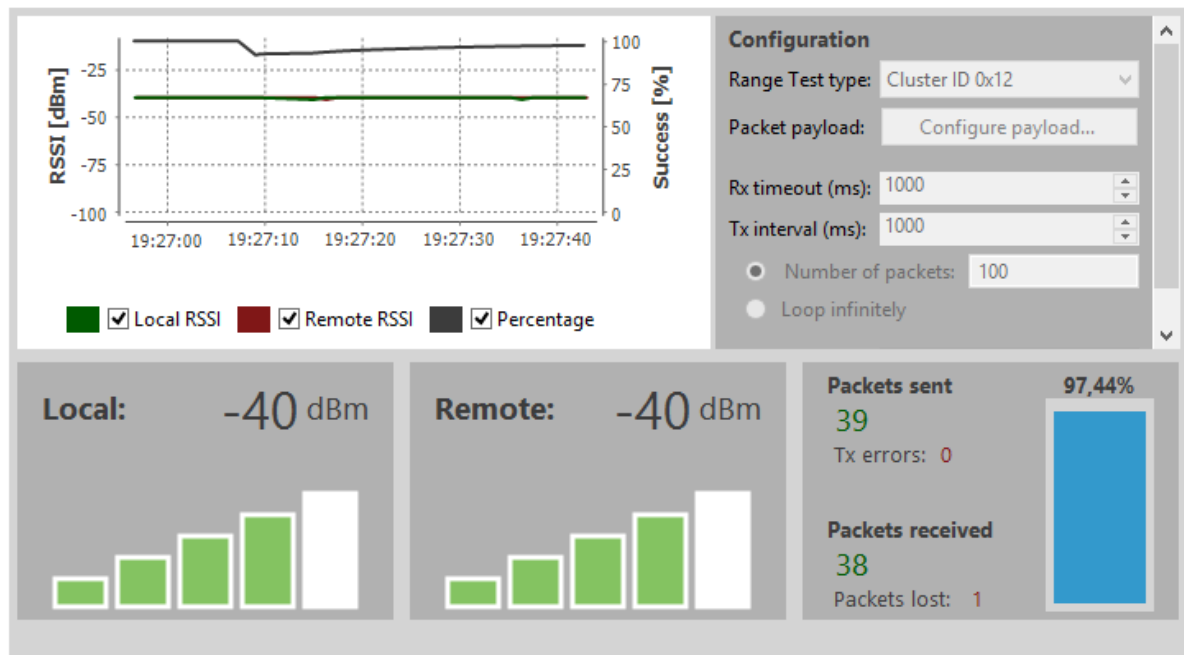 RSSI [dBm]
-25
-50
-75
-100
100
75
50
25
0
Success [%]
19:27:00 19:27:10 19:27:20 19:27:30 19:27:40
Local RSSI Remote RSSI Percentage
Configuration
Range Test type: Cluster ID 0x12
Packet payload: Configure payload...
Rx timeout (ms): 1000
Tx interval (ms): 1000
Number of packets: 100
Loop infinitely
Local: -40 dBm
Remote: -40 dBm
Packets sent 97,44%
39
Tx errors: 0
Packets received
38
Packets lost: 1